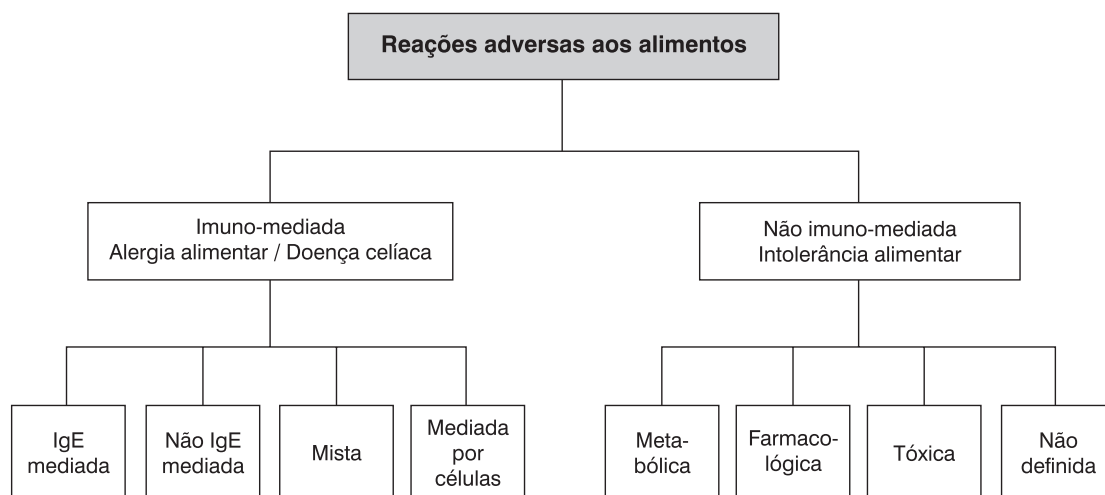 Reações adversas aos alimentos
Imuno-mediada
Alergia alimentar / Doença celíaca
Não imuno-mediada
Intolerância alimentar
IgE
mediada
Não IgE
mediada
Mista
Mediada
por
células
Meta-
bólica
Farmaco-
lógica
Tóxica
Não
definida